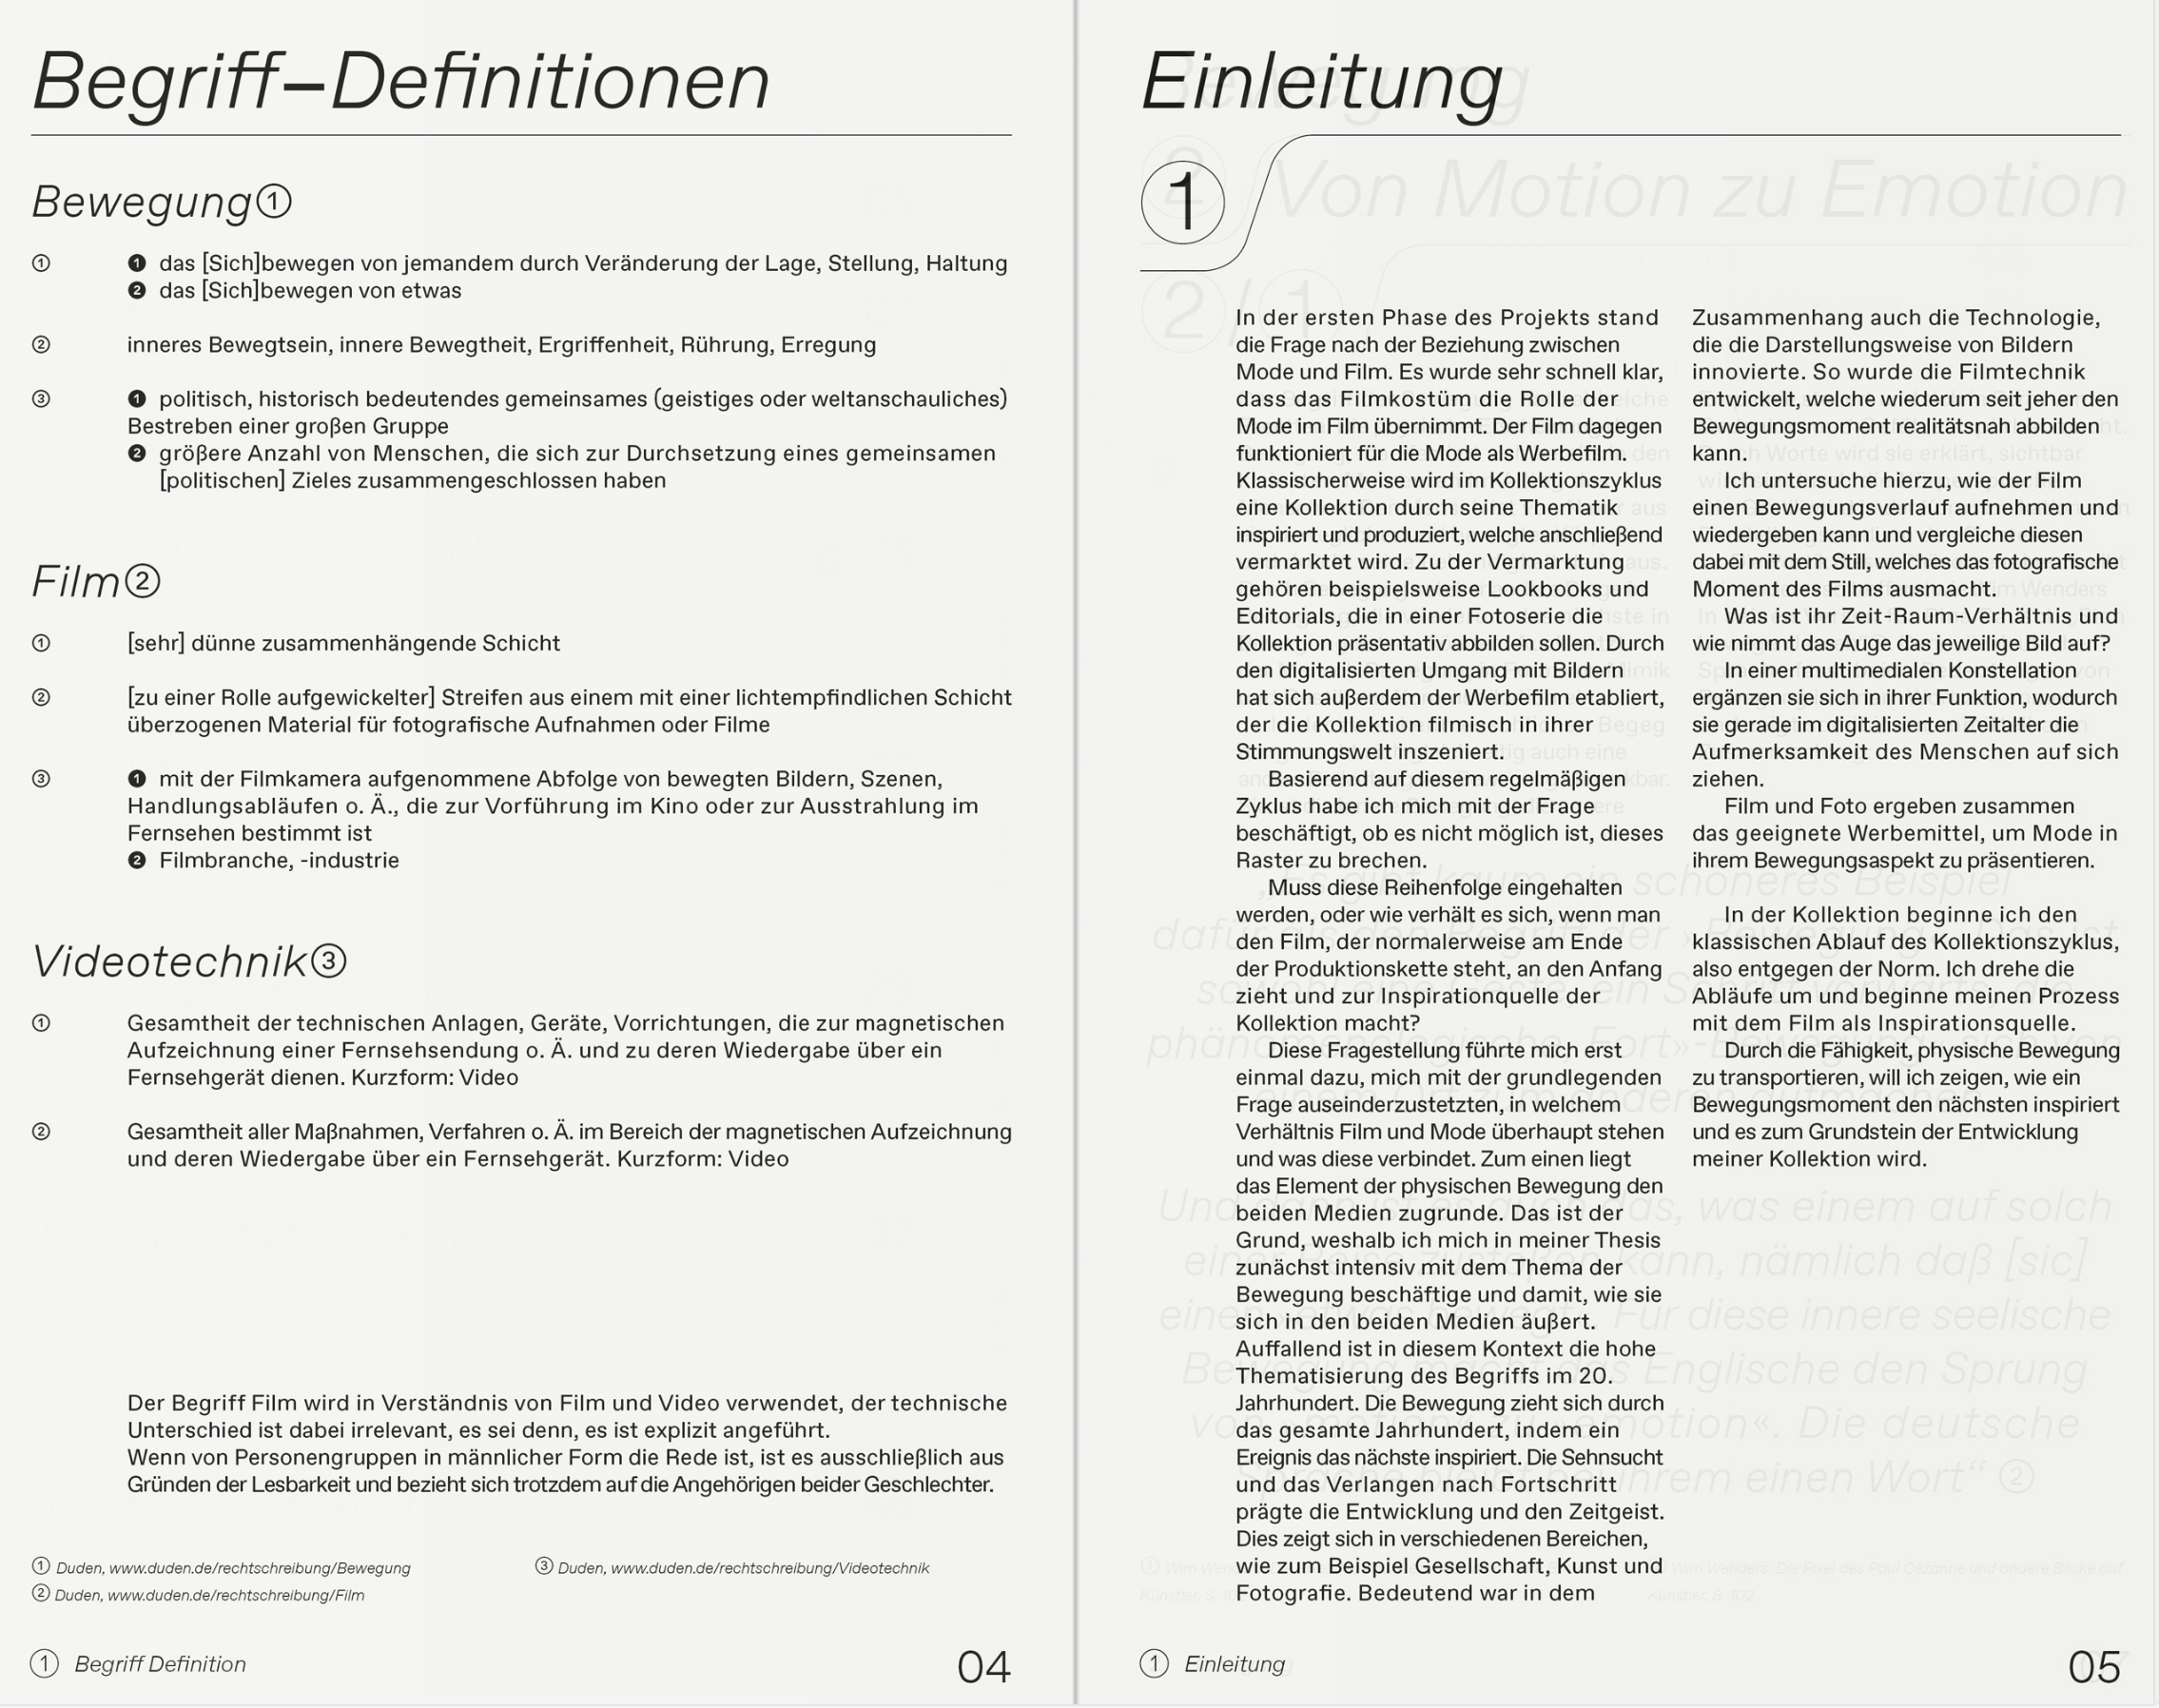 Begriff–Definitionen
Bewegung①
① ❶ das [Sich]bewegen von jemandem durch Veränderung der Lage, Stellung, Haltung
❷ das [Sich]bewegen von etwas
② inneres Bewegtsein, innere Bewegtheit, Ergriffenheit, Rührung, Erregung
③ ❶ politisch, historisch bedeutendes gemeinsames (geistiges oder weltanschauliches)
Bestreben einer großen Gruppe
❷ größere Anzahl von Menschen, die sich zur Durchsetzung eines gemeinsamen
[politischen] Zieles zusammengeschlossen haben
Film②
① [sehr] dünne zusammenhängende Schicht
② [zu einer Rolle aufgewickelter] Streifen aus einem mit einer lichtempfindlichen Schicht
überzogenen Material für fotografische Aufnahmen oder Filme
③ ❶ mit der Filmkamera aufgenommene Abfolge von bewegten Bildern, Szenen,
Handlungsabläufen o. Ä., die zur Vorführung im Kino oder zur Ausstrahlung im
Fernsehen bestimmt ist
❷ Filmbranche, -industrie
Videotechnik③
① Gesamtheit der technischen Anlagen, Geräte, Vorrichtungen, die zur magnetischen
Aufzeichnung einer Fernsehsendung o. Ä. und zu deren Wiedergabe über ein
Fernsehgerät dienen. Kurzform: Video
② Gesamtheit aller Maßnahmen, Verfahren o. Ä. im Bereich der magnetischen Aufzeichnung
und deren Wiedergabe über ein Fernsehgerät. Kurzform: Video
Der Begriff Film wird in Verständnis von Film und Video verwendet, der technische
Unterschied ist dabei irrelevant, es sei denn, es ist explizit angeführt.
Wenn von Personengruppen in männlicher Form die Rede ist, ist es ausschließlich aus
Gründen der Lesbarkeit und bezieht sich trotzdem auf die Angehörigen beider Geschlechter.
① Duden, www.duden.de/rechtschreibung/Bewegung
② Duden, www.duden.de/rechtschreibung/Film
③ Duden, www.duden.de/rechtschreibung/Videotechnik
① Begriff Definition
04
Einleitung
①
In der ersten Phase des Projekts stand
die Frage nach der Beziehung zwischen
Mode und Film. Es wurde sehr schnell klar,
dass das Filmkostüm die Rolle der
Mode im Film übernimmt. Der Film dagegen
funktioniert für die Mode als Werbefilm.
Klassischerweise wird im Kollektionszyklus
eine Kollektion durch seine Thematik
inspiriert und produziert, welche anschließend
vermarktet wird. Zu der Vermarktung
gehören beispielsweise Lookbooks und
Editorials, die in einer Fotoserie die
Kollektion präsentativ abbilden sollen. Durch
den digitalisierten Umgang mit Bildern
hat sich außerdem der Werbefilm etabliert,
der die Kollektion filmisch in ihrer
Stimmungswelt inszeniert.
Basierend auf diesem regelmäßigen
Zyklus habe ich mich mit der Frage
beschäftigt, ob es nicht möglich ist, dieses
Raster zu brechen.
Muss diese Reihenfolge eingehalten
werden, oder wie verhält es sich, wenn man
den Film, der normalerweise am Ende
der Produktionskette steht, an den Anfang
zieht und zur Inspirationquelle der
Kollektion macht?
Diese Fragestellung führte mich erst
einmal dazu, mich mit der grundlegenden
Frage auseinderzustetzten, in welchem
Verhältnis Film und Mode überhaupt stehen
und was diese verbindet. Zum einen liegt
das Element der physischen Bewegung den
beiden Medien zugrunde. Das ist der
Grund, weshalb ich mich in meiner Thesis
zunächst intensiv mit dem Thema der
Bewegung beschäftige und damit, wie sie
sich in den beiden Medien äußert.
Auffallend ist in diesem Kontext die hohe
Thematisierung des Begriffs im 20.
Jahrhundert. Die Bewegung zieht sich durch
das gesamte Jahrhundert, indem ein
Ereignis das nächste inspiriert. Die Sehnsucht
und das Verlangen nach Fortschritt
prägte die Entwicklung und den Zeitgeist.
Dies zeigt sich in verschiedenen Bereichen,
wie zum Beispiel Gesellschaft, Kunst und
Fotografie. Bedeutend war in dem
Zusammenhang auch die Technologie,
die die Darstellungsweise von Bildern
innovierte. So wurde die Filmtechnik
entwickelt, welche wiederum seit jeher den
Bewegungsmoment realitätsnah abbilden
kann.
Ich untersuche hierzu, wie der Film
einen Bewegungsverlauf aufnehmen und
wiedergeben kann und vergleiche diesen
dabei mit dem Still, welches das fotografische
Moment des Films ausmacht.
Was ist ihr Zeit-Raum-Verhältnis und
wie nimmt das Auge das jeweilige Bild auf?
In einer multimedialen Konstellation
ergänzen sie sich in ihrer Funktion, wodurch
sie gerade im digitalisierten Zeitalter die
Aufmerksamkeit des Menschen auf sich
ziehen.
Film und Foto ergeben zusammen
das geeignete Werbemittel, um Mode in
ihrem Bewegungsaspekt zu präsentieren.
In der Kollektion beginne ich den
klassischen Ablauf des Kollektionszyklus,
also entgegen der Norm. Ich drehe die
Abläufe um und beginne meinen Prozess
mit dem Film als Inspirationsquelle.
Durch die Fähigkeit, physische Bewegung
zu transportieren, will ich zeigen, wie ein
Bewegungsmoment den nächsten inspiriert
und es zum Grundstein der Entwicklung
meiner Kollektion wird.
① Einleitung
05
Bewegung
②
Von Motion zu Emotion
②/①